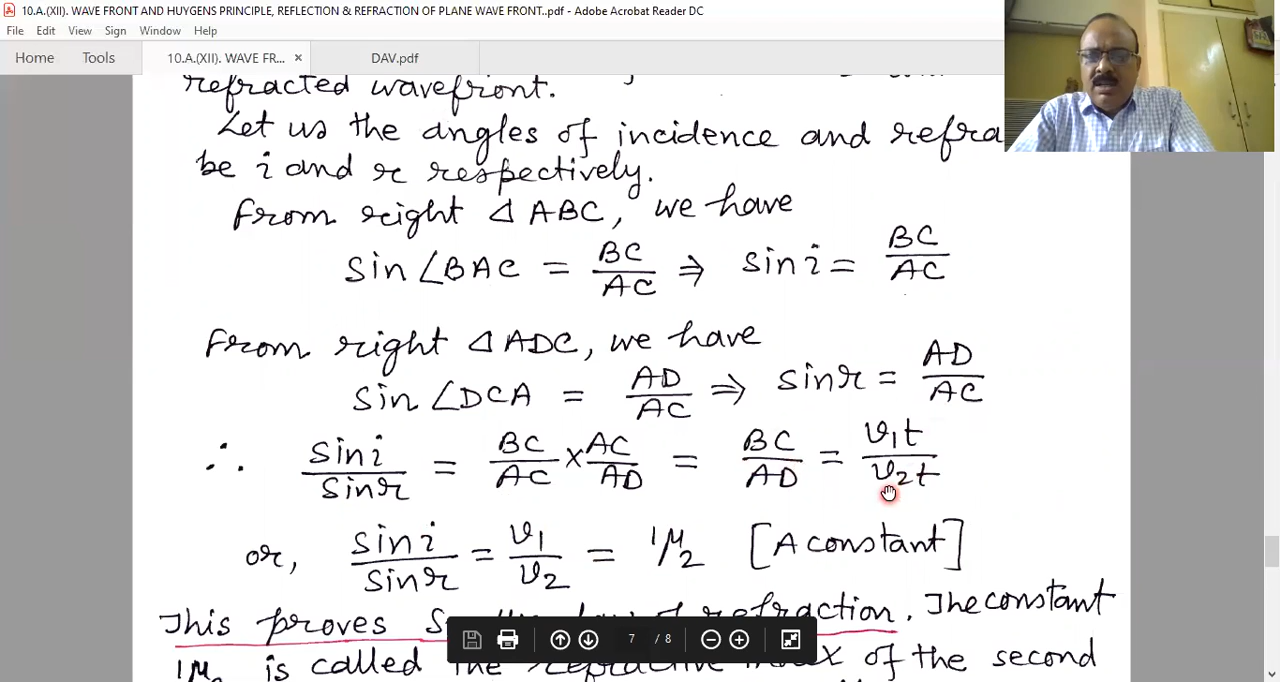 10.A.(XII). WAVE FRONT AND HUYGENS PRINCIPLE, REFLECTION & REFRACTION OF PLANE WAVE FRONT..pdf - Adobe Acrobat Reader DC
File Edit View Sign Window Help
Home Tools 10.A.(XII). WAVE FR... × DAV.pdf
refracted wavefront.
Let us the angles of incidence and refra
be i and r respectively.
From right △ABC, we have
sin ∠BAC = BC/AC ⇒ sin i = BC/AC
From right △ADC, we have
sin ∠DCA = AD/AC ⇒ sin r = AD/AC
∴ sin i/sin r = BC/AC × AC/AD = BC/AD = v₁t/v₂t
or, sin i/sin r = v₁/v₂ = ¹μ₂ [A constant]
This proves law of refraction. The constant
¹μ₂ is called the refractive index of the second
7 / 8